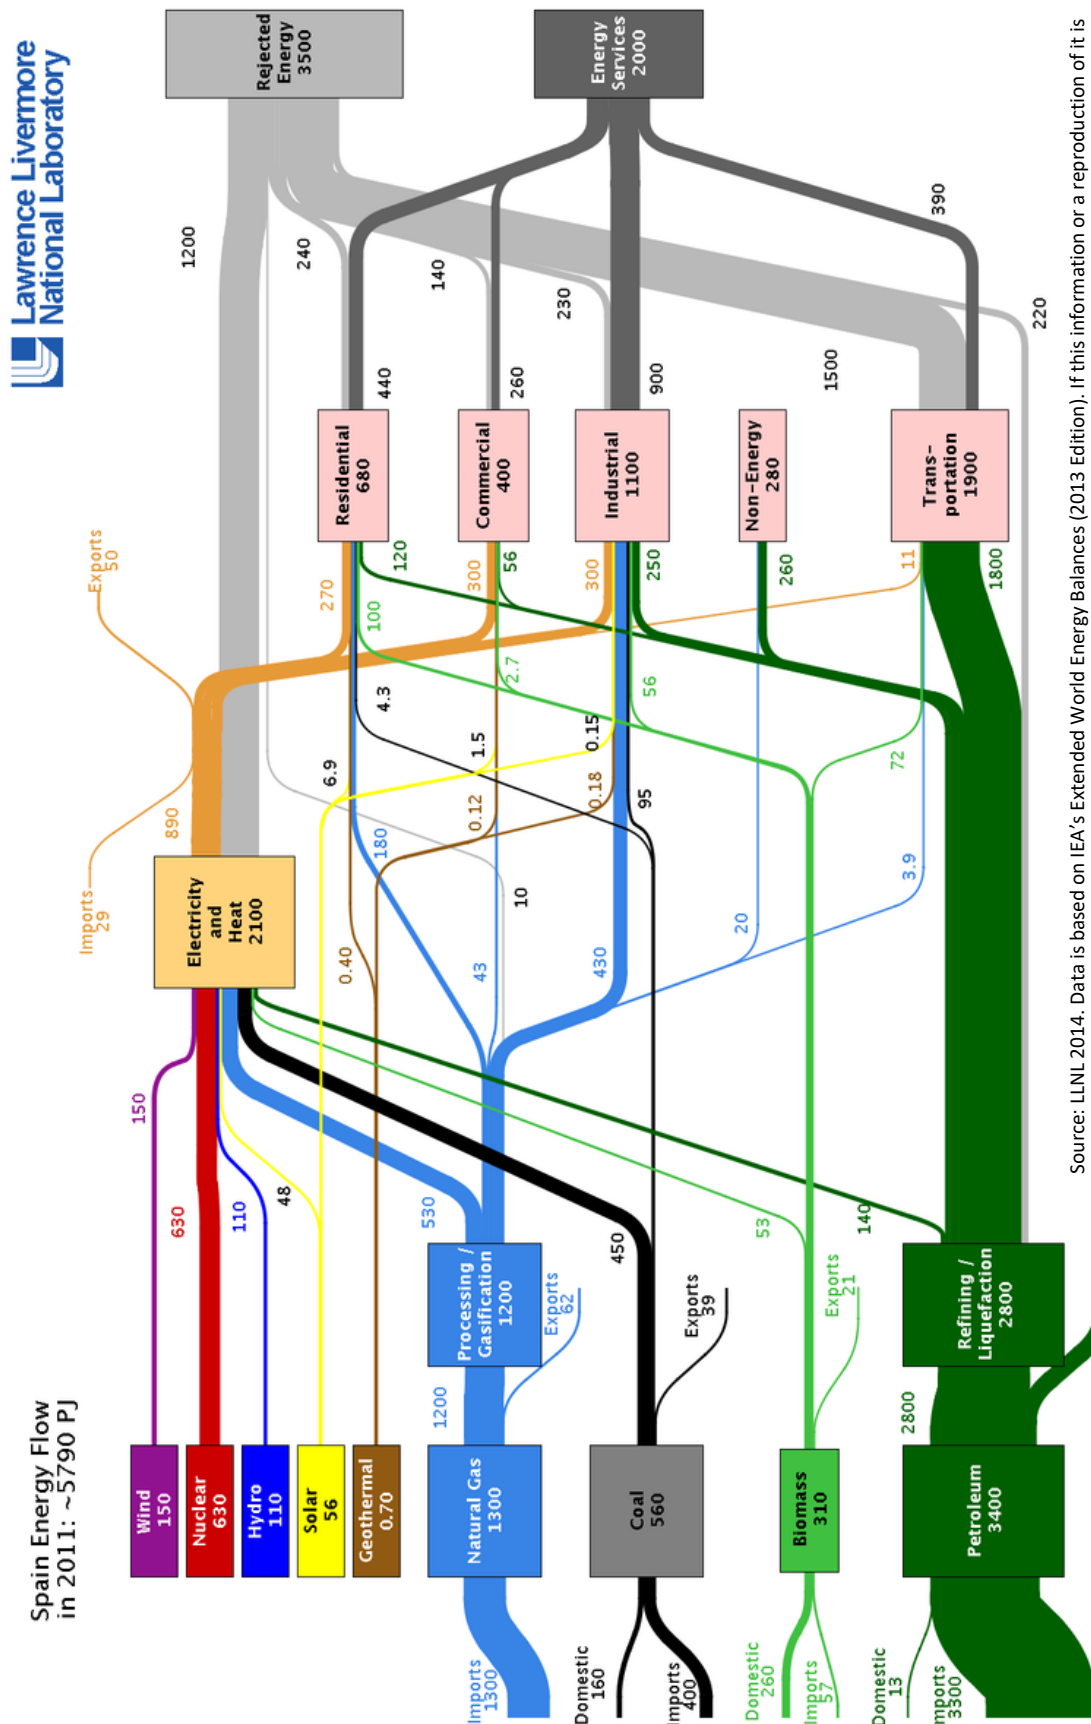 Spain Energy Flow
in 2011: ~5790 PJ
Lawrence Livermore
National Laboratory
Imports
29
Exports
50
Wind
150
150
Nuclear
630
630
Hydro
110
110
Solar
56
48
Geothermal
0.70
Electricity
and
Heat
2100
890
1200
Rejected
Energy
3500
Imports
1300
Natural Gas
1300
1200
Exports
62
Processing /
Gasification
1200
530
0.40
180
6.9
4.3
270
100
120
Residential
680
440
240
43
10
0.12
1.5
2.7
300
56
Commercial
400
260
140
Energy
Services
2000
Domestic
160
Imports
400
Coal
560
Exports
39
450
430
0.18
0.15
95
56
300
250
Industrial
1100
900
230
20
260
Non-Energy
280
Domestic
260
Imports
57
Biomass
310
Exports
21
53
3.9
72
11
1800
Trans-
portation
1900
1500
390
Domestic
13
Imports
3300
Petroleum
3400
2800
Refining /
Liquefaction
2800
140
220
Source: LLNL 2014. Data is based on IEA's Extended World Energy Balances (2013 Edition). If this information or a reproduction of it is